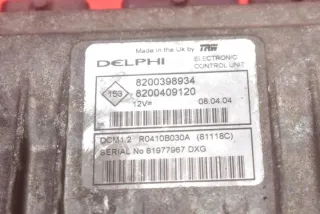 Made in the Uk by TRW
DELPHI
ELECTRONIC
CONTROL UNIT
8200398934
153
8200409120
12V=
08.04.04
DCM1.2 R0410B030A (81118C)
SERIAL No 81977967 DXG